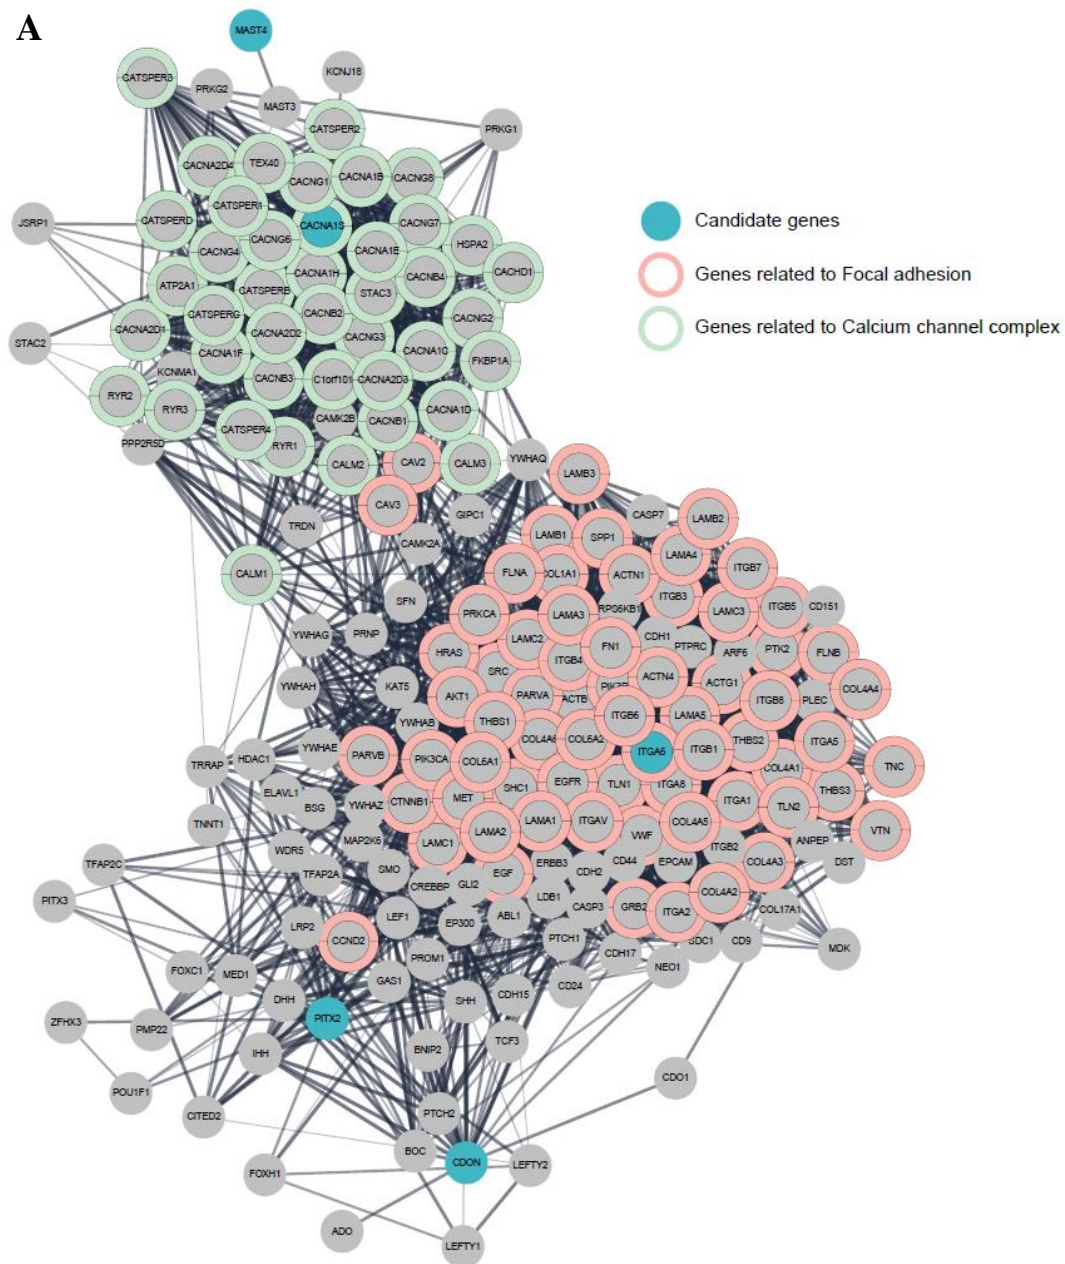 A
MAST4
KCNJ18
CATSPER3
PRKG2
MAST3
CATSPER2
PRKG1
CACNA2D4
TEX40
CACNG1
CACNA1B
CACNG8
JSRP1
CATSPERD
CATSPER1
CACNA1S
CACNG7
Candidate genes
CACNG4
CACNG6
CACNA1E
HSPA2
ATP2A1
CATSPERB
CACNA1H
STAC3
CACNB4
CACHD1
Genes related to Focal adhesion
CACNA2D1
CATSPERG
CACNA2D2
CACNB2
CACNG3
CACNG2
Genes related to Calcium channel complex
STAC2
CACNA1F
CACNA1C
FKBP1A
KCNMA1
CACNB3
C1orf101
CACNA2D3
RYR2
RYR3
CATSPER4
CAMK2B
CACNB1
CACNA1D
PPP2R5D
RYR1
CALM2
CAV2
CALM3
YWHAQ
LAMB3
CAV3
GIPC1
CASP7
LAMB2
TRDN
CAMK2A
LAMB1
SPP1
LAMA4
CALM1
FLNA
COL1A1
ACTN1
ITGB7
SFN
PRKCA
LAMA3
RPS6KB1
ITGB3
LAMC3
ITGB5
CD151
YWHAG
PRNP
HRAS
LAMC2
FN1
CDH1
PTPRC
ARF6
PTK2
FLNB
SRC
ITGB4
ACTN4
YWHAH
KAT5
AKT1
PARVA
ACTB
ACTG1
ITGB8
PLEC
COL4A4
YWHAB
THBS1
ITGB6
LAMA5
YWHAE
COL6A2
ITGA6
ITGB1
THBS2
ITGA5
TRRAP
HDAC1
PARVB
PIK3CA
COL6A1
COL4A1
TNC
ELAVL1
BSG
YWHAZ
CTNNB1
MET
SHC1
EGFR
TLN1
ITGA8
ITGA1
TLN2
THBS3
TNNT1
LAMA2
LAMA1
ITGAV
VWF
COL4A5
VTN
WDR5
MAP2K6
LAMC1
ITGB2
ANPEP
TFAP2C
TFAP2A
SMO
ERBB3
CD44
EPCAM
COL4A3
DST
PITX3
CREBBP
GLI2
EGF
CDH2
COL4A2
LRP2
LEF1
EP300
ABL1
LDB1
CASP3
GRB2
ITGA2
COL17A1
CCND2
PTCH1
SDC1
CD9
MDK
FOXC1
MED1
PROM1
CDH17
NEO1
GAS1
CD24
DHH
SHH
CDH15
ZFHX3
PMP22
PITX2
IHH
BNIP2
TCF3
CDO1
POU1F1
CITED2
PTCH2
BOC
CDON
LEFTY2
FOXH1
ADO
LEFTY1